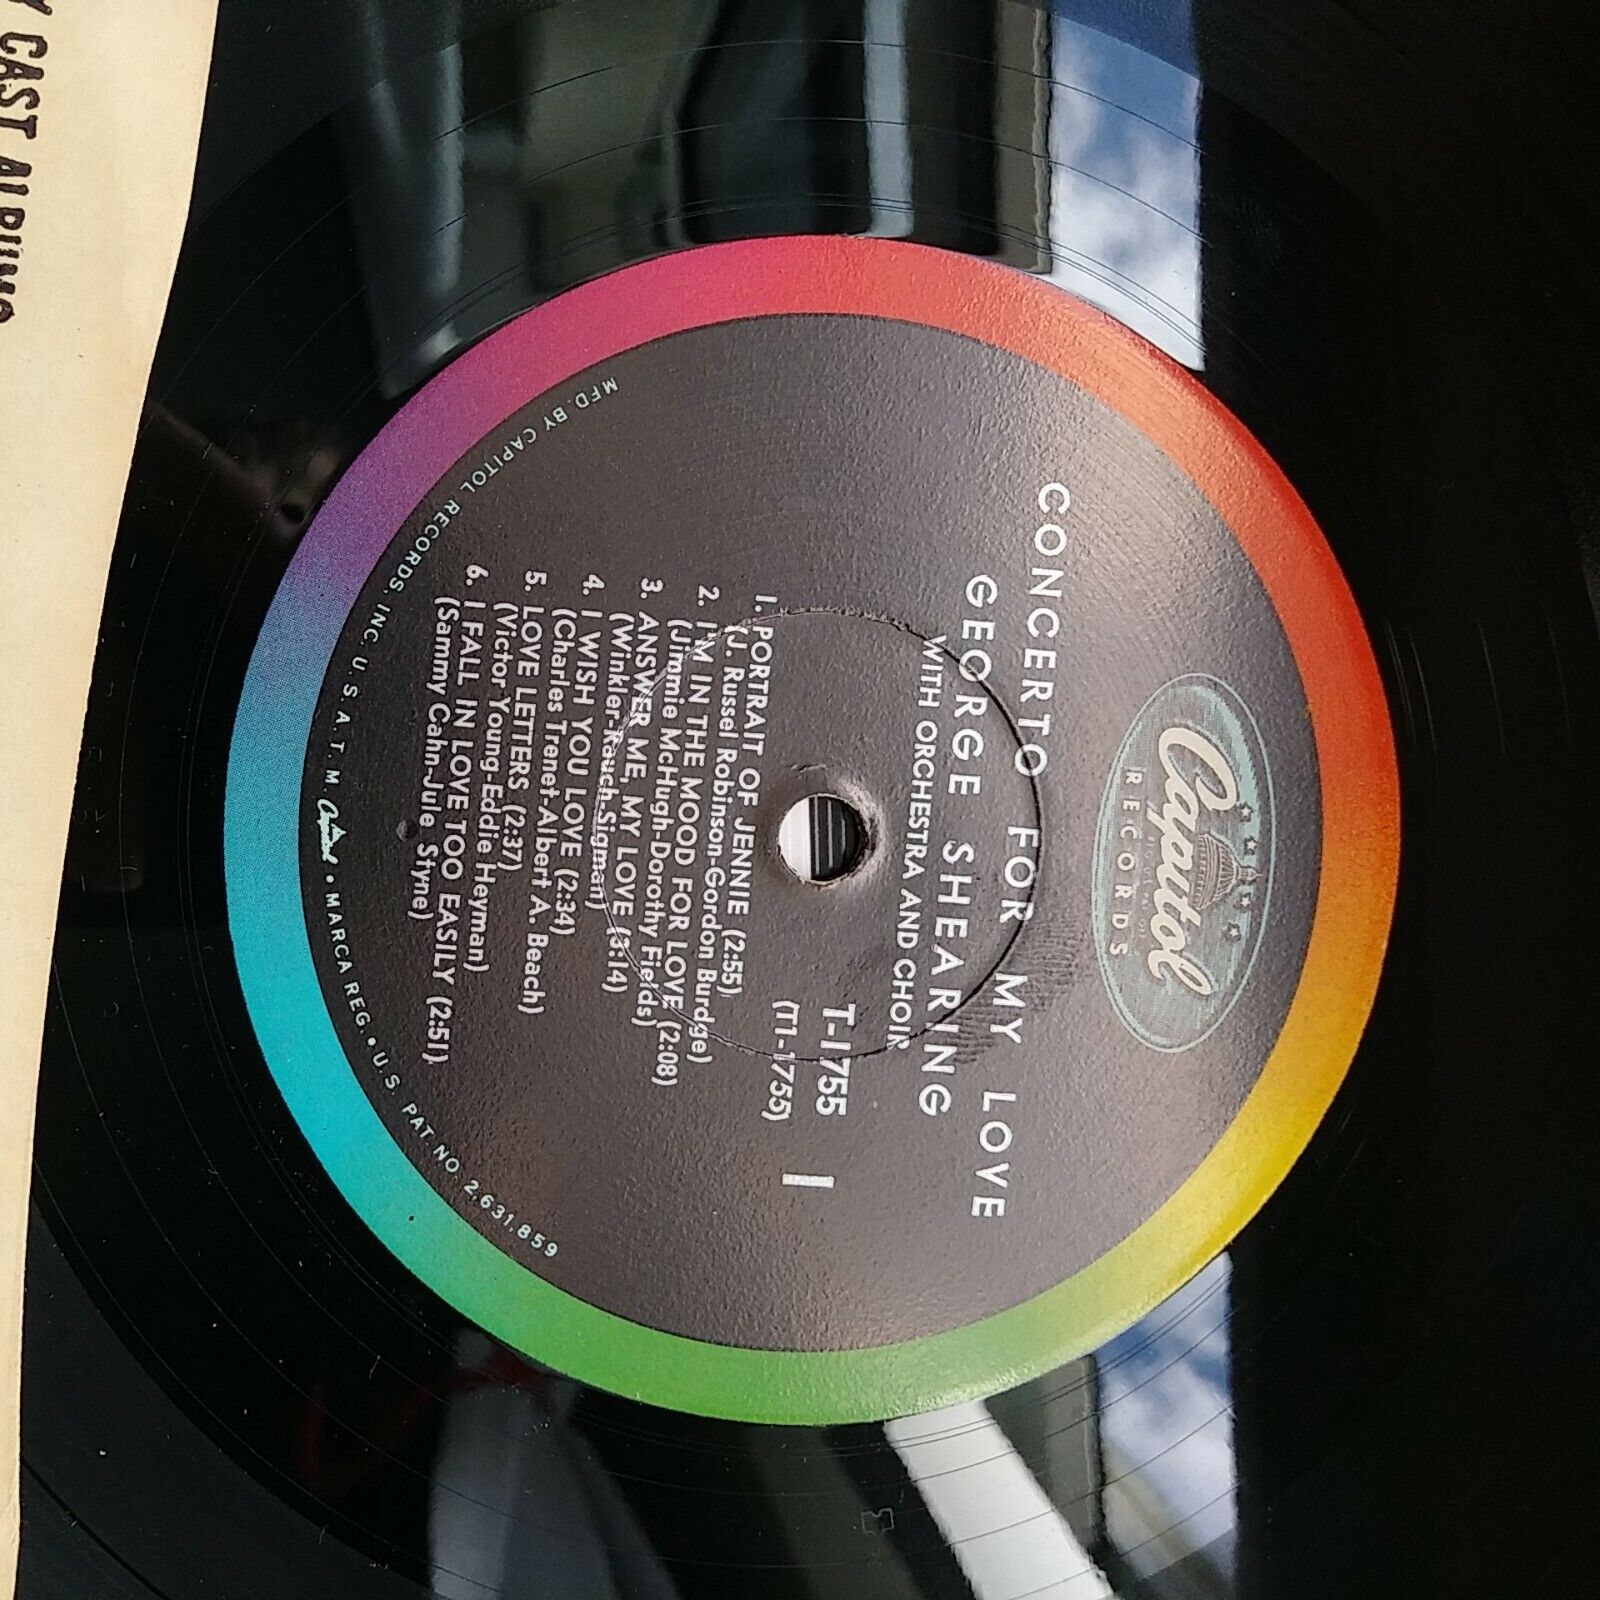 Capitol
RECORDS
CONCERTO FOR MY LOVE
GEORGE SHEARING
WITH ORCHESTRA AND CHOIR
T-1755
(T1-1755)
1
1. PORTRAIT OF JENNIE (2:55)
(J. Russel Robinson-Gordon Burdge)
2. I'M IN THE MOOD FOR LOVE (2:08)
(Jimmie McHugh-Dorothy Fields)
3. ANSWER ME, MY LOVE (3:14)
(Winkler-Rauch-Sigman)
4. I WISH YOU LOVE (2:34)
(Charles Trenet-Albert A. Beach)
5. LOVE LETTERS (2:37)
(Victor Young-Eddie Heyman)
6. I FALL IN LOVE TOO EASILY (2:51)
(Sammy Cahn-Jule Styne)
MFD. BY CAPITOL RECORDS, INC. U.S.A. T.M. Capitol • MARCA REG. • U.S. PAT. NO. 2,631,859
CAST ALBUMS